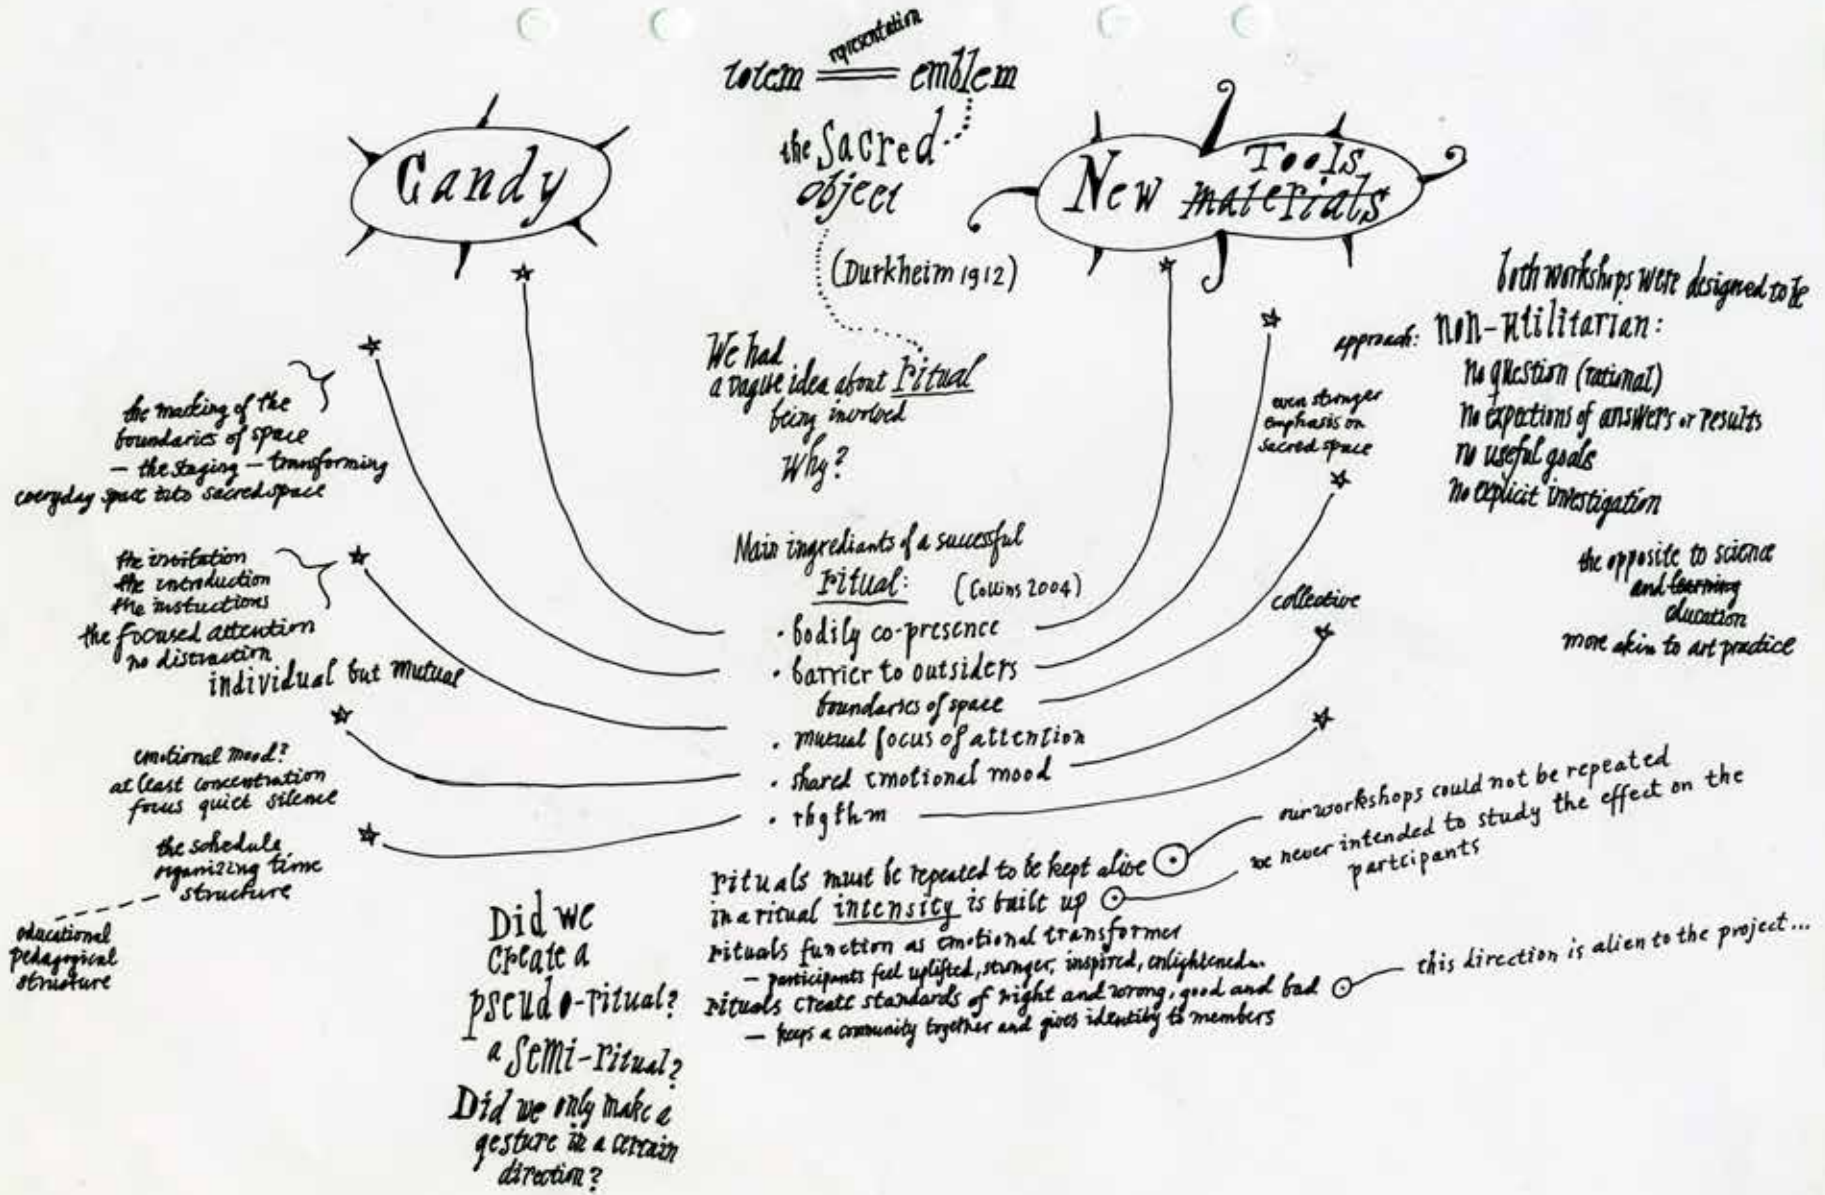 representation
totem emblem
the Sacred
object
(Durkheim 1912)
Candy
Tools
New materials
We had
a vague idea about ritual
being involved
Why?
both workshops were designed to be
approach: non-utilitarian:
no question (rational)
no expections of answers or results
no useful goals
no explicit investigation
the opposite to science
and learning
education
more akin to art practice
even stronger
emphasis on
sacred space
collective
the marking of the
boundaries of space
— the staging — transforming
everyday space into sacred space
the invitation
the introduction
the instuctions
the focused attention
no distraction
individual but mutual
emotional mood?
at least concentration
focus quiet silence
the schedule
organizing time
structure
educational
pedagogical
structure
Main ingrediants of a successful
ritual: (Collins 2004)
• bodily co-presence
• barrier to outsiders
boundaries of space
• mutual focus of attention
• shared emotional mood
• rhythm
our workshops could not be repeated
we never intended to study the effect on the
partcipants
rituals must be repeated to be kept alive
in a ritual intensity is built up
rituals function as emotional transformer
— participants feel uplifted, stronger, inspired, enlightened...
rituals create standards of right and wrong, good and bad
— keeps a community together and gives identity to members
this direction is alien to the project...
Did we
create a
pseudo-ritual?
a semi-ritual?
Did we only make a
gesture in a certain
direction?